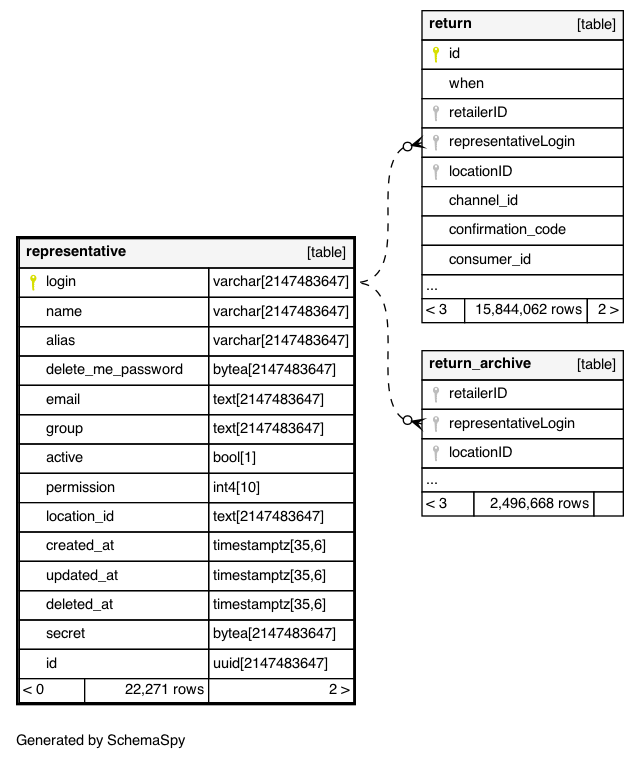 return [table]
id
when
retailerID
representativeLogin
locationID
channel_id
confirmation_code
consumer_id
...
< 3 15,844,062 rows 2 >
representative [table]
login varchar[2147483647]
name varchar[2147483647]
alias varchar[2147483647]
delete_me_password bytea[2147483647]
email text[2147483647]
group text[2147483647]
active bool[1]
permission int4[10]
location_id text[2147483647]
created_at timestamptz[35,6]
updated_at timestamptz[35,6]
deleted_at timestamptz[35,6]
secret bytea[2147483647]
id uuid[2147483647]
< 0 22,271 rows 2 >
return_archive [table]
retailerID
representativeLogin
locationID
...
< 3 2,496,668 rows
Generated by SchemaSpy